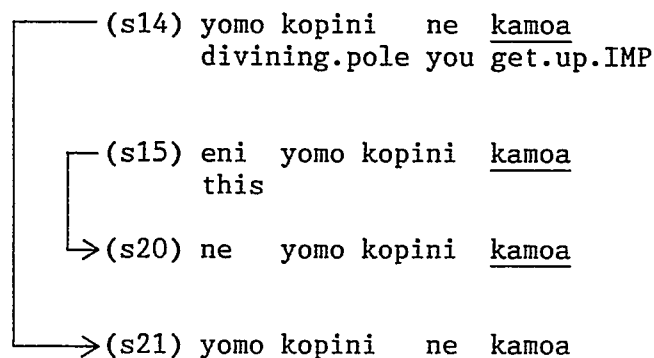 (s14) yomo kopini ne kamoa
divining.pole you get.up.IMP
(s15) eni yomo kopini kamoa
this
(s20) ne yomo kopini kamoa
(s21) yomo kopini ne kamoa